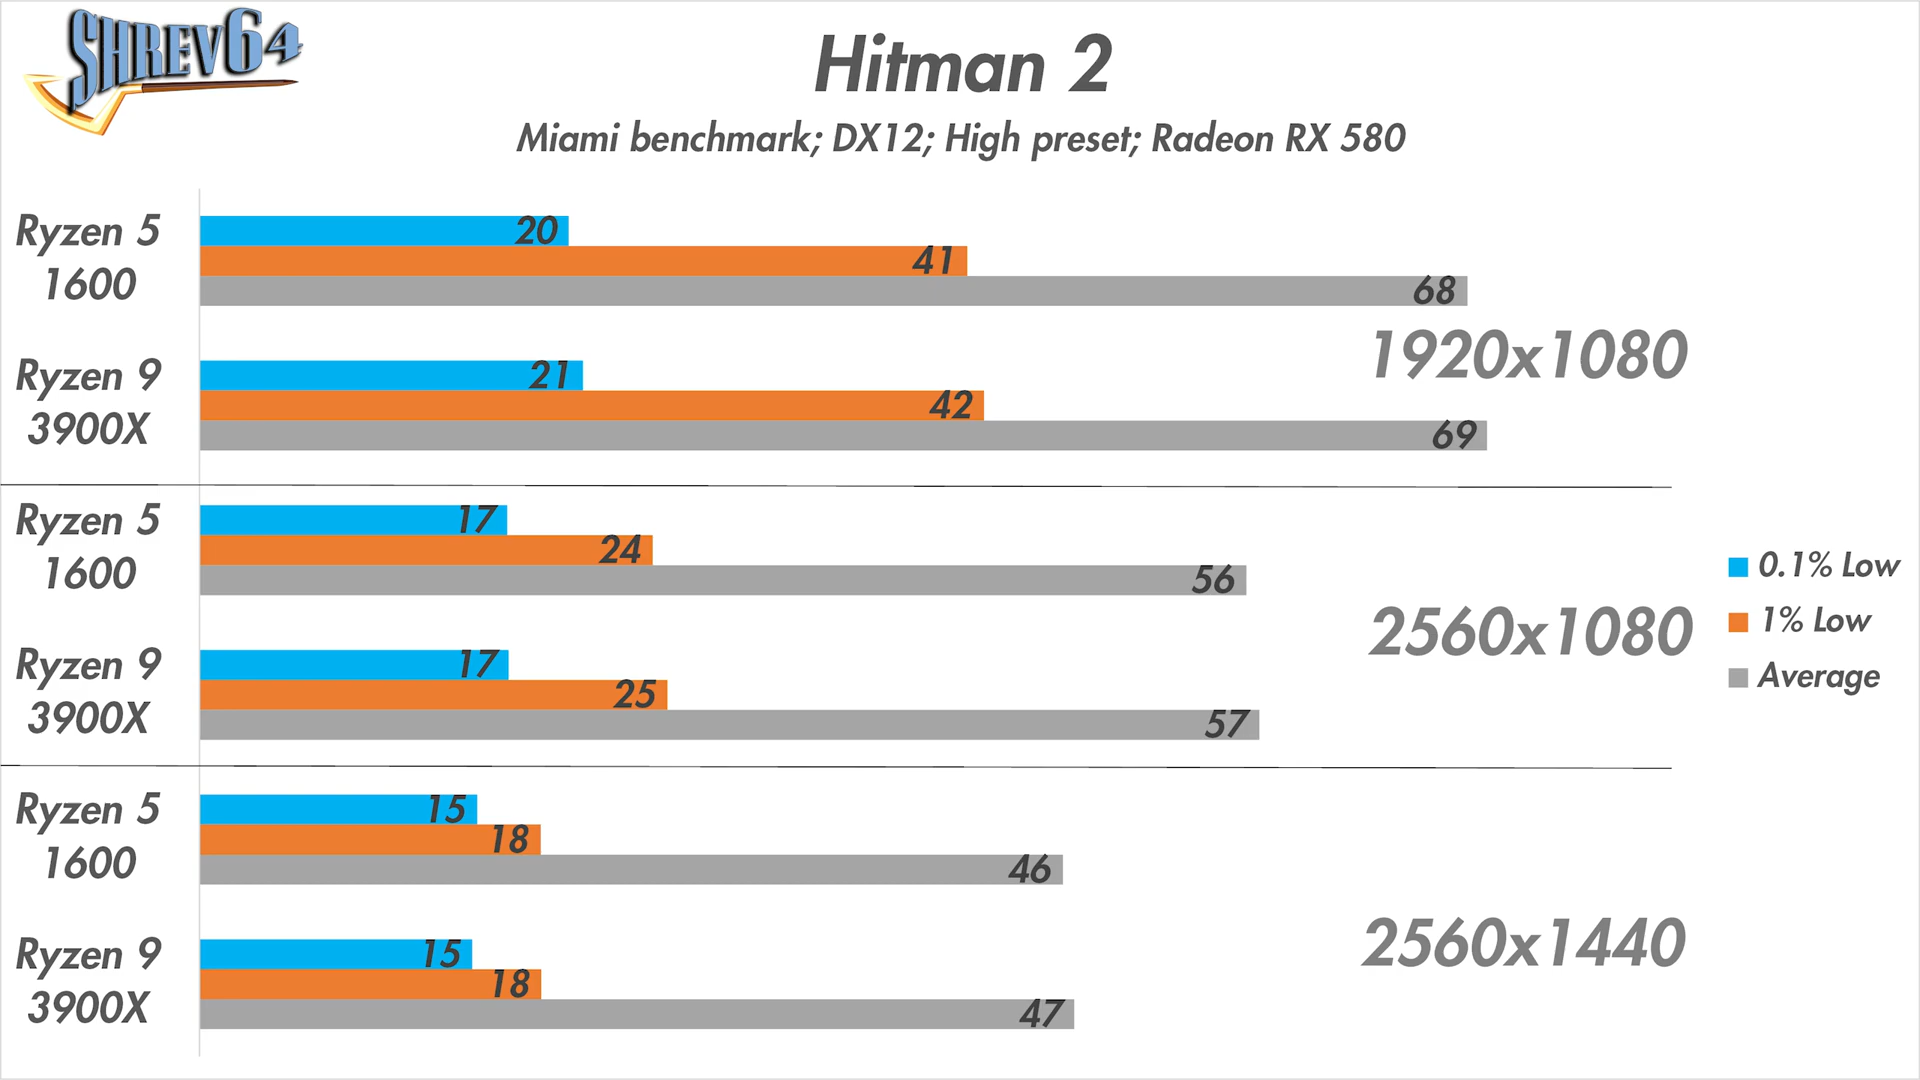 SHREV64
Hitman 2
Miami benchmark; DX12; High preset; Radeon RX 580
Ryzen 5
1600
20
41
68
1920x1080
Ryzen 9
3900X
21
42
69
Ryzen 5
1600
17
24
56
2560x1080
Ryzen 9
3900X
17
25
57
Ryzen 5
1600
15
18
46
2560x1440
Ryzen 9
3900X
15
18
47
0.1% Low
1% Low
Average